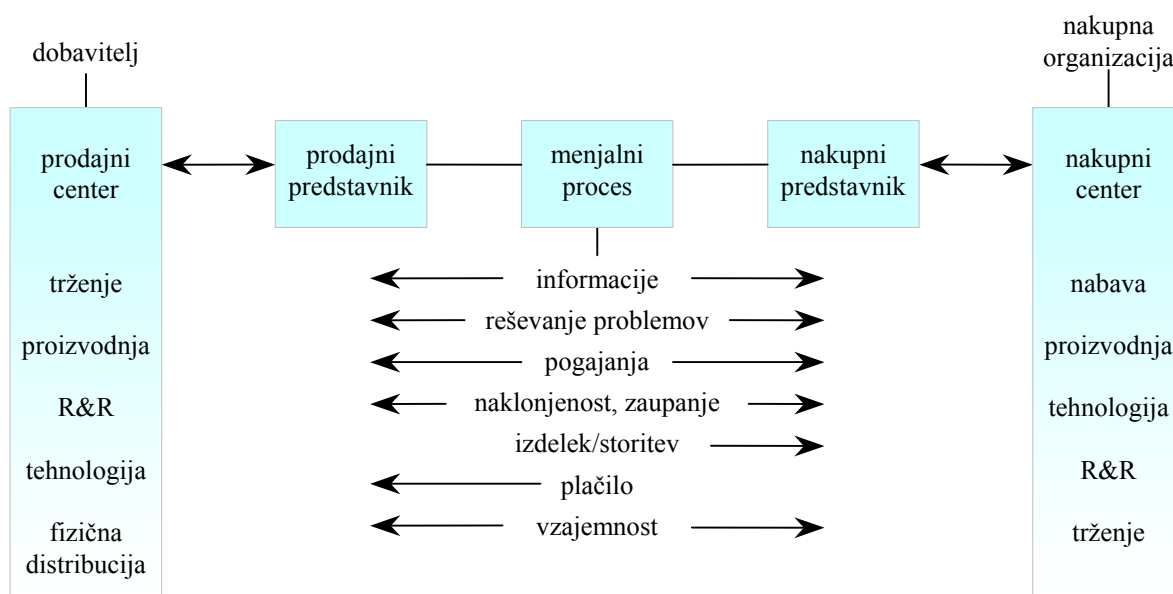 dobavitelj
nakupna
organizacija
prodajni
center
prodajni
predstavnik
menjalni
proces
nakupni
predstavnik
nakupni
center
trženje
proizvodnja
R&R
tehnologija
fizična
distribucija
informacije
reševanje problemov
pogajanja
naklonjenost, zaupanje
izdelek/storitev
plačilo
vzajemnost
nabava
proizvodnja
tehnologija
R&R
trženje